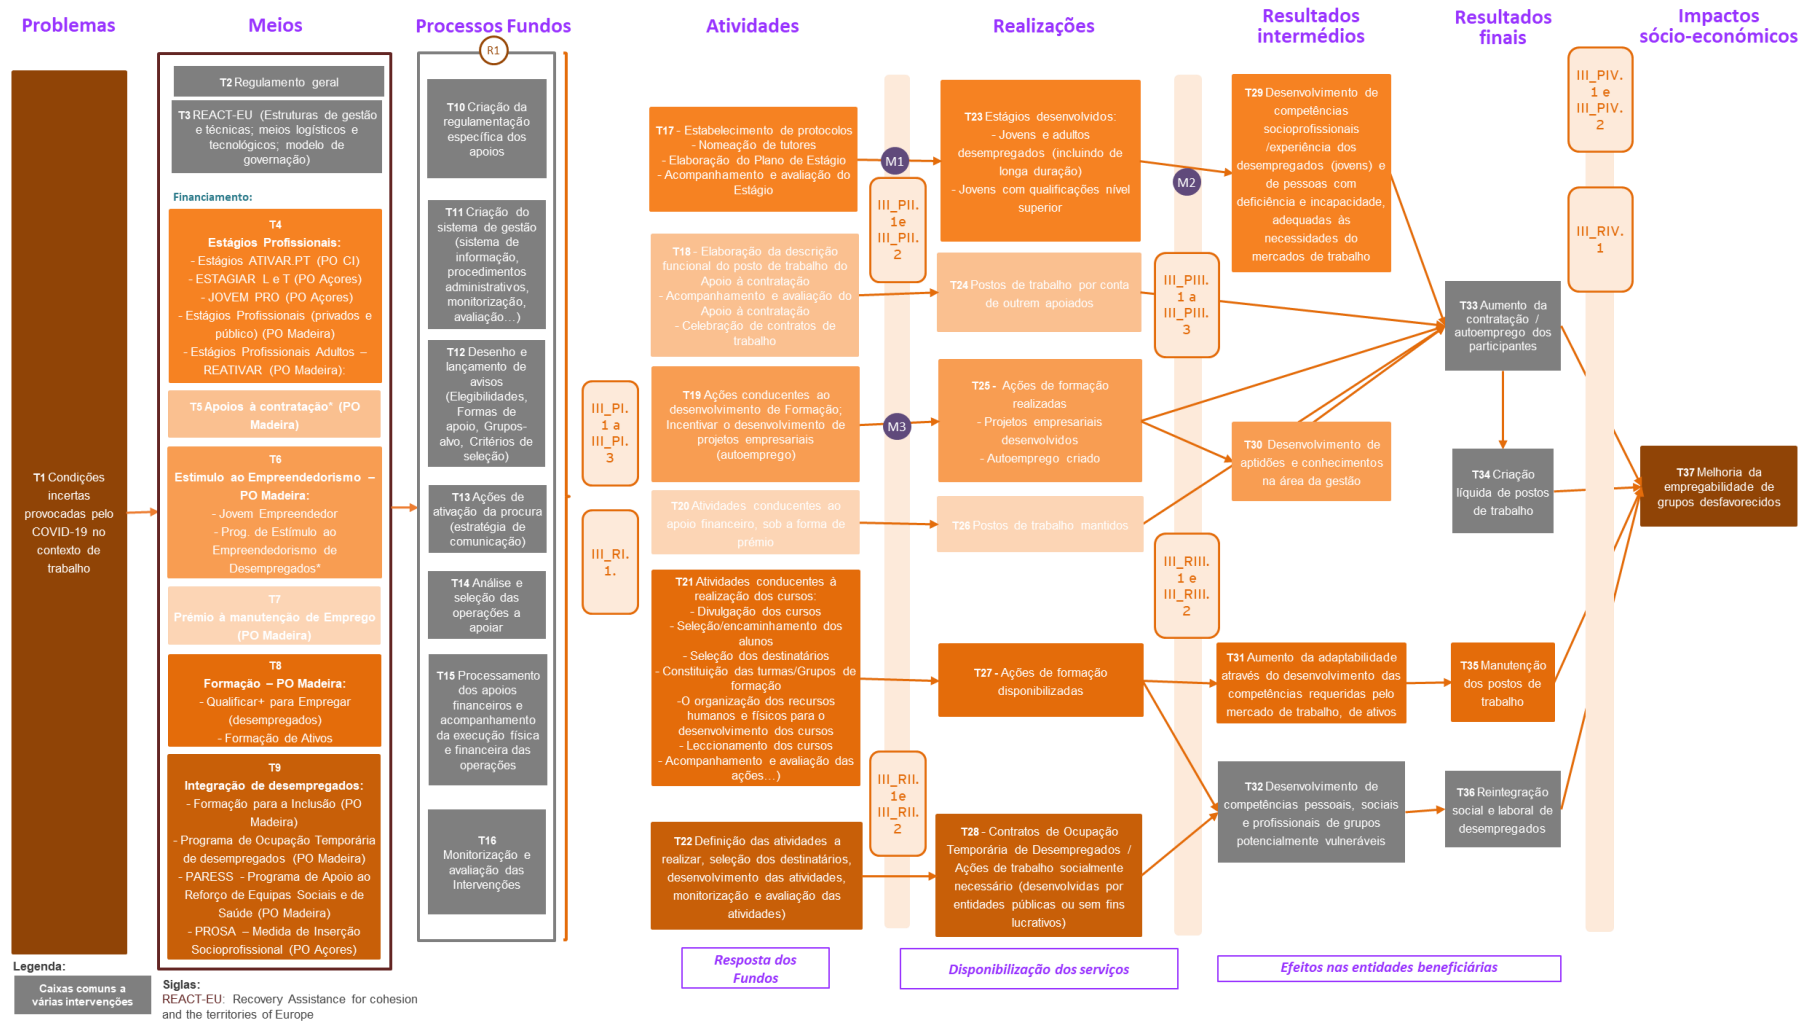 Problemas
Meios
Processos Fundos
Atividades
Realizações
Resultados
intermédios
Resultados
finais
Impactos
sócio-económicos
T1 Condições
incertas
provocadas pelo
COVID-19 no
contexto de
trabalho
T2 Regulamento geral
T3 REACT-EU (Estruturas de gestão
e técnicas; meios logísticos e
tecnológicos; modelo de
governação)
Financiamento:
T4
Estágios Profissionais:
- Estágios ATIVAR.PT (PO CI)
- ESTAGIAR L e T (PO Açores)
- JOVEM PRO (PO Açores)
- Estágios Profissionais (privados e
público) (PO Madeira)
- Estágios Profissionais Adultos –
REATIVAR (PO Madeira):
T5 Apoios à contratação* (PO
Madeira)
T6
Estímulo ao Empreendedorismo –
PO Madeira:
- Jovem Empreendedor
- Prog. de Estímulo ao
Empreendedorismo de
Desempregados*
T7
Prémio à manutenção de Emprego
(PO Madeira)
T8
Formação – PO Madeira:
- Qualificar+ para Empregar
(desempregados)
- Formação de Ativos
T9
Integração de desempregados:
- Formação para a Inclusão (PO
Madeira)
- Programa de Ocupação Temporária
de desempregados (PO Madeira)
- PARESS - Programa de Apoio ao
Reforço de Equipas Sociais e de
Saúde (PO Madeira)
- PROSA – Medida de Inserção
Socioprofissional (PO Açores)
R1
T10 Criação da
regulamentação
específica dos
apoios
T11 Criação do
sistema de gestão
(sistema de
informação,
procedimentos
administrativos,
monitorização,
avaliação...)
T12 Desenho e
lançamento de
avisos
(Elegibilidades,
Formas de
apoio, Grupos-
alvo, Critérios de
seleção)
T13 Ações de
ativação da procura
(estratégia de
comunicação)
T14 Análise e
seleção das
operações a
apoiar
T15 Processamento
dos apoios
financeiros e
acompanhamento
da execução física
e financeira das
operações
T16
Monitorização e
avaliação das
Intervenções
III_PI.
1 a
III_PI.
3
III_RI.
1.
T17 - Estabelecimento de protocolos
- Nomeação de tutores
- Elaboração do Plano de Estágio
- Acompanhamento e avaliação do
Estágio
T18 - Elaboração da descrição
funcional do posto de trabalho do
Apoio à contratação
- Acompanhamento e avaliação do
Apoio à contratação
- Celebração de contratos de
trabalho
T19 Ações conducentes ao
desenvolvimento de Formação;
Incentivar o desenvolvimento de
projetos empresariais
(autoemprego)
T20 Atividades conducentes ao
apoio financeiro, sob a forma de
prémio
T21 Atividades conducentes à
realização dos cursos:
- Divulgação dos cursos
- Seleção/encaminhamento dos
alunos
- Seleção dos destinatários
- Constituição das turmas/Grupos de
formação
-O organização dos recursos
humanos e físicos para o
desenvolvimento dos cursos
- Leccionamento dos cursos
- Acompanhamento e avaliação das
ações...)
T22 Definição das atividades a
realizar, seleção dos destinatários,
desenvolvimento das atividades,
monitorização e avaliação das
atividades)
M1
III_PII.
1e
III_PII.
2
M3
III_RII.
1e
III_RII.
2
T23 Estágios desenvolvidos:
- Jovens e adultos
desempregados (incluindo de
longa duração)
- Jovens com qualificações nível
superior
T24 Postos de trabalho por conta
de outrem apoiados
T25 - Ações de formação
realizadas
- Projetos empresariais
desenvolvidos
- Autoemprego criado
T26 Postos de trabalho mantidos
T27 - Ações de formação
disponibilizadas
T28 - Contratos de Ocupação
Temporária de Desempregados /
Ações de trabalho socialmente
necessário (desenvolvidas por
entidades públicas ou sem fins
lucrativos)
M2
III_PIII.
1 a
III_PIII.
3
III_RIII.
1 e
III_RIII.
2
T29 Desenvolvimento de
competências
socioprofissionais
/experiência dos
desempregados (jovens) e
de pessoas com
deficiência e incapacidade,
adequadas às
necessidades do
mercados de trabalho
T30 Desenvolvimento de
aptidões e conhecimentos
na área da gestão
T31 Aumento da adaptabilidade
através do desenvolvimento das
competências requeridas pelo
mercado de trabalho, de ativos
T32 Desenvolvimento de
competências pessoais, sociais
e profissionais de grupos
potencialmente vulneráveis
T33 Aumento da
contratação /
autoemprego dos
participantes
T34 Criação
líquida de postos
de trabalho
T35 Manutenção
dos postos de
trabalho
T36 Reintegração
social e laboral de
desempregados
III_PIV.
1 e
III_PIV.
2
III_RIV.
1
T37 Melhoria da
empregabilidade de
grupos desfavorecidos
Resposta dos
Fundos
Disponibilização dos serviços
Efeitos nas entidades beneficiárias
Legenda:
Caixas comuns a
várias intervenções
Siglas:
REACT-EU: Recovery Assistance for cohesion
and the territories of Europe